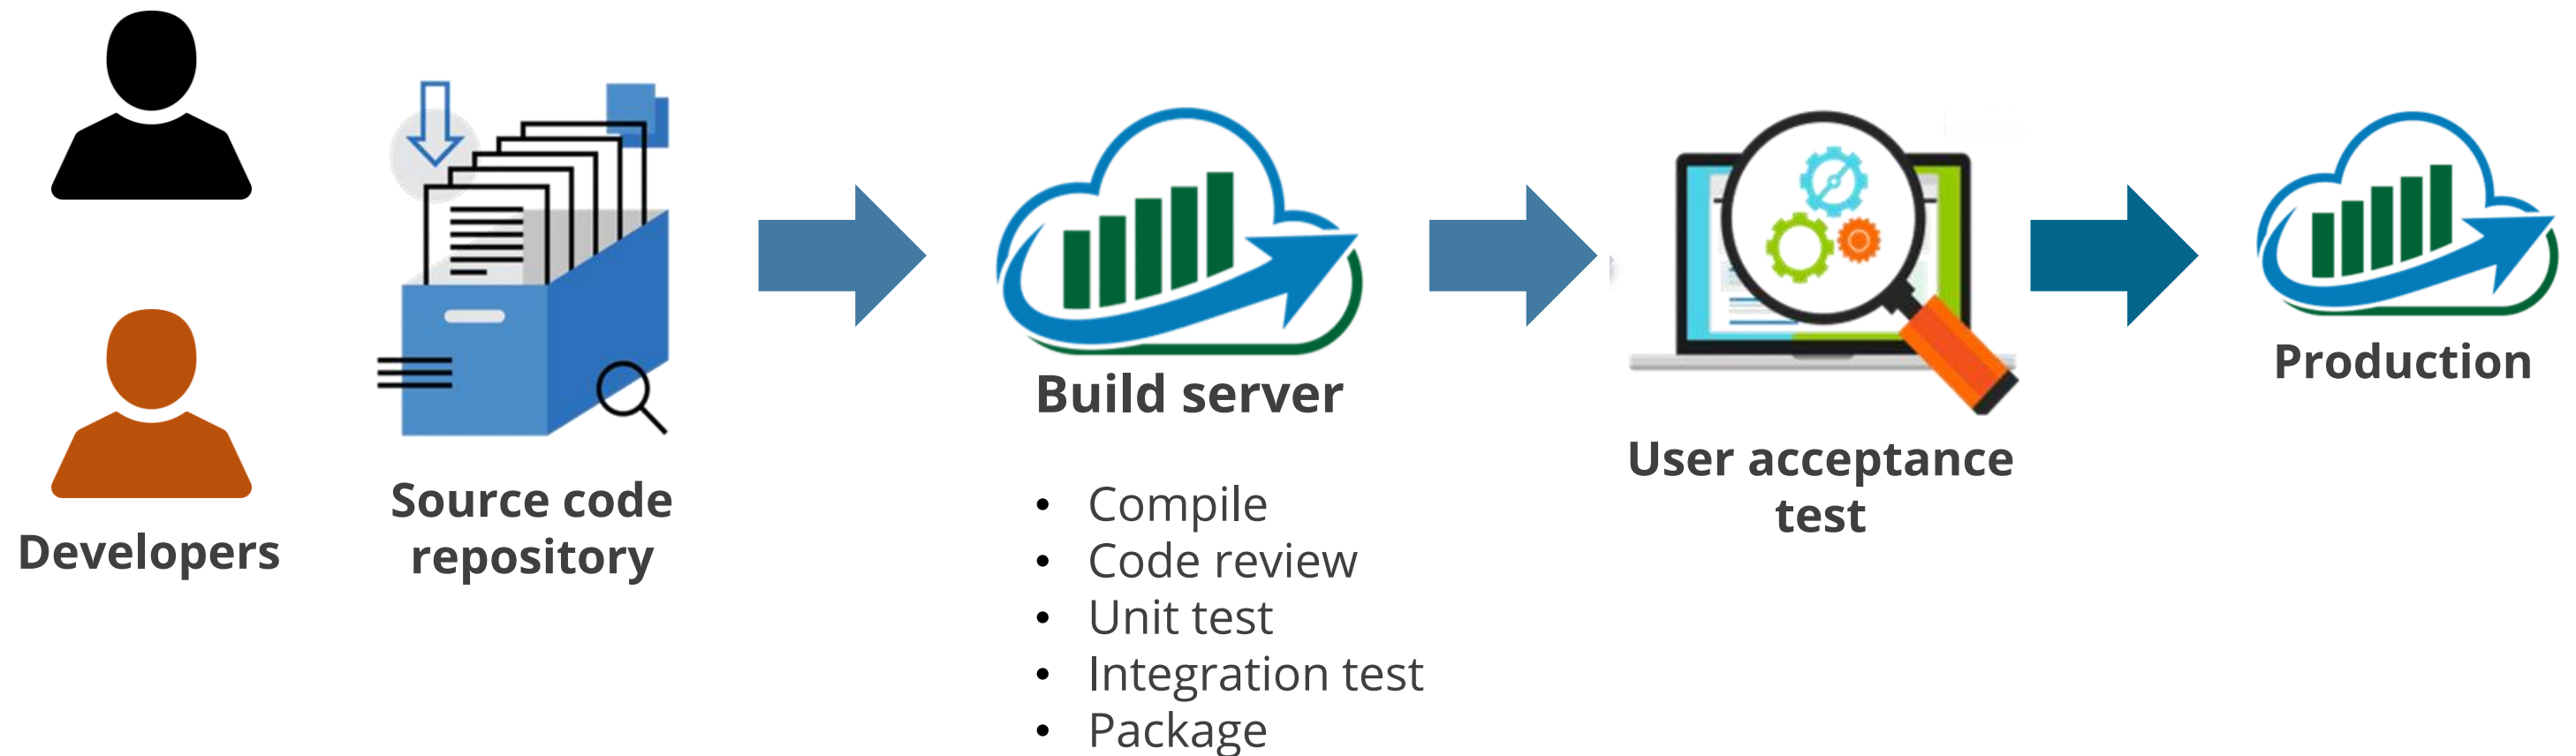 Developers
Source code
repository
Build server
• Compile
• Code review
• Unit test
• Integration test
• Package
User acceptance
test
Production